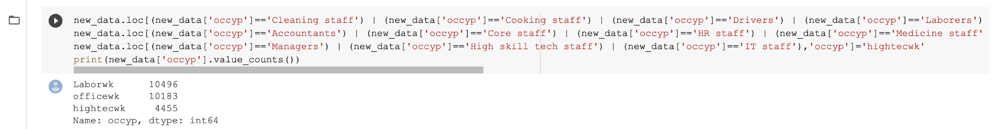 new_data.loc[(new_data['occyp']=='Cleaning staff') | (new_data['occyp']=='Cooking staff') | (new_data['occyp']=='Drivers') | (new_data['occyp']=='Laborers')
new_data.loc[(new_data['occyp']=='Accountants') | (new_data['occyp']=='Core staff') | (new_data['occyp']=='HR staff') | (new_data['occyp']=='Medicine staff'
new_data.loc[(new_data['occyp']=='Managers') | (new_data['occyp']=='High skill tech staff') | (new_data['occyp']=='IT staff'),'occyp']='hightecwk'
print(new_data['occyp'].value_counts())
Laborwk 10496
officewk 10183
hightecwk 4455
Name: occyp, dtype: int64